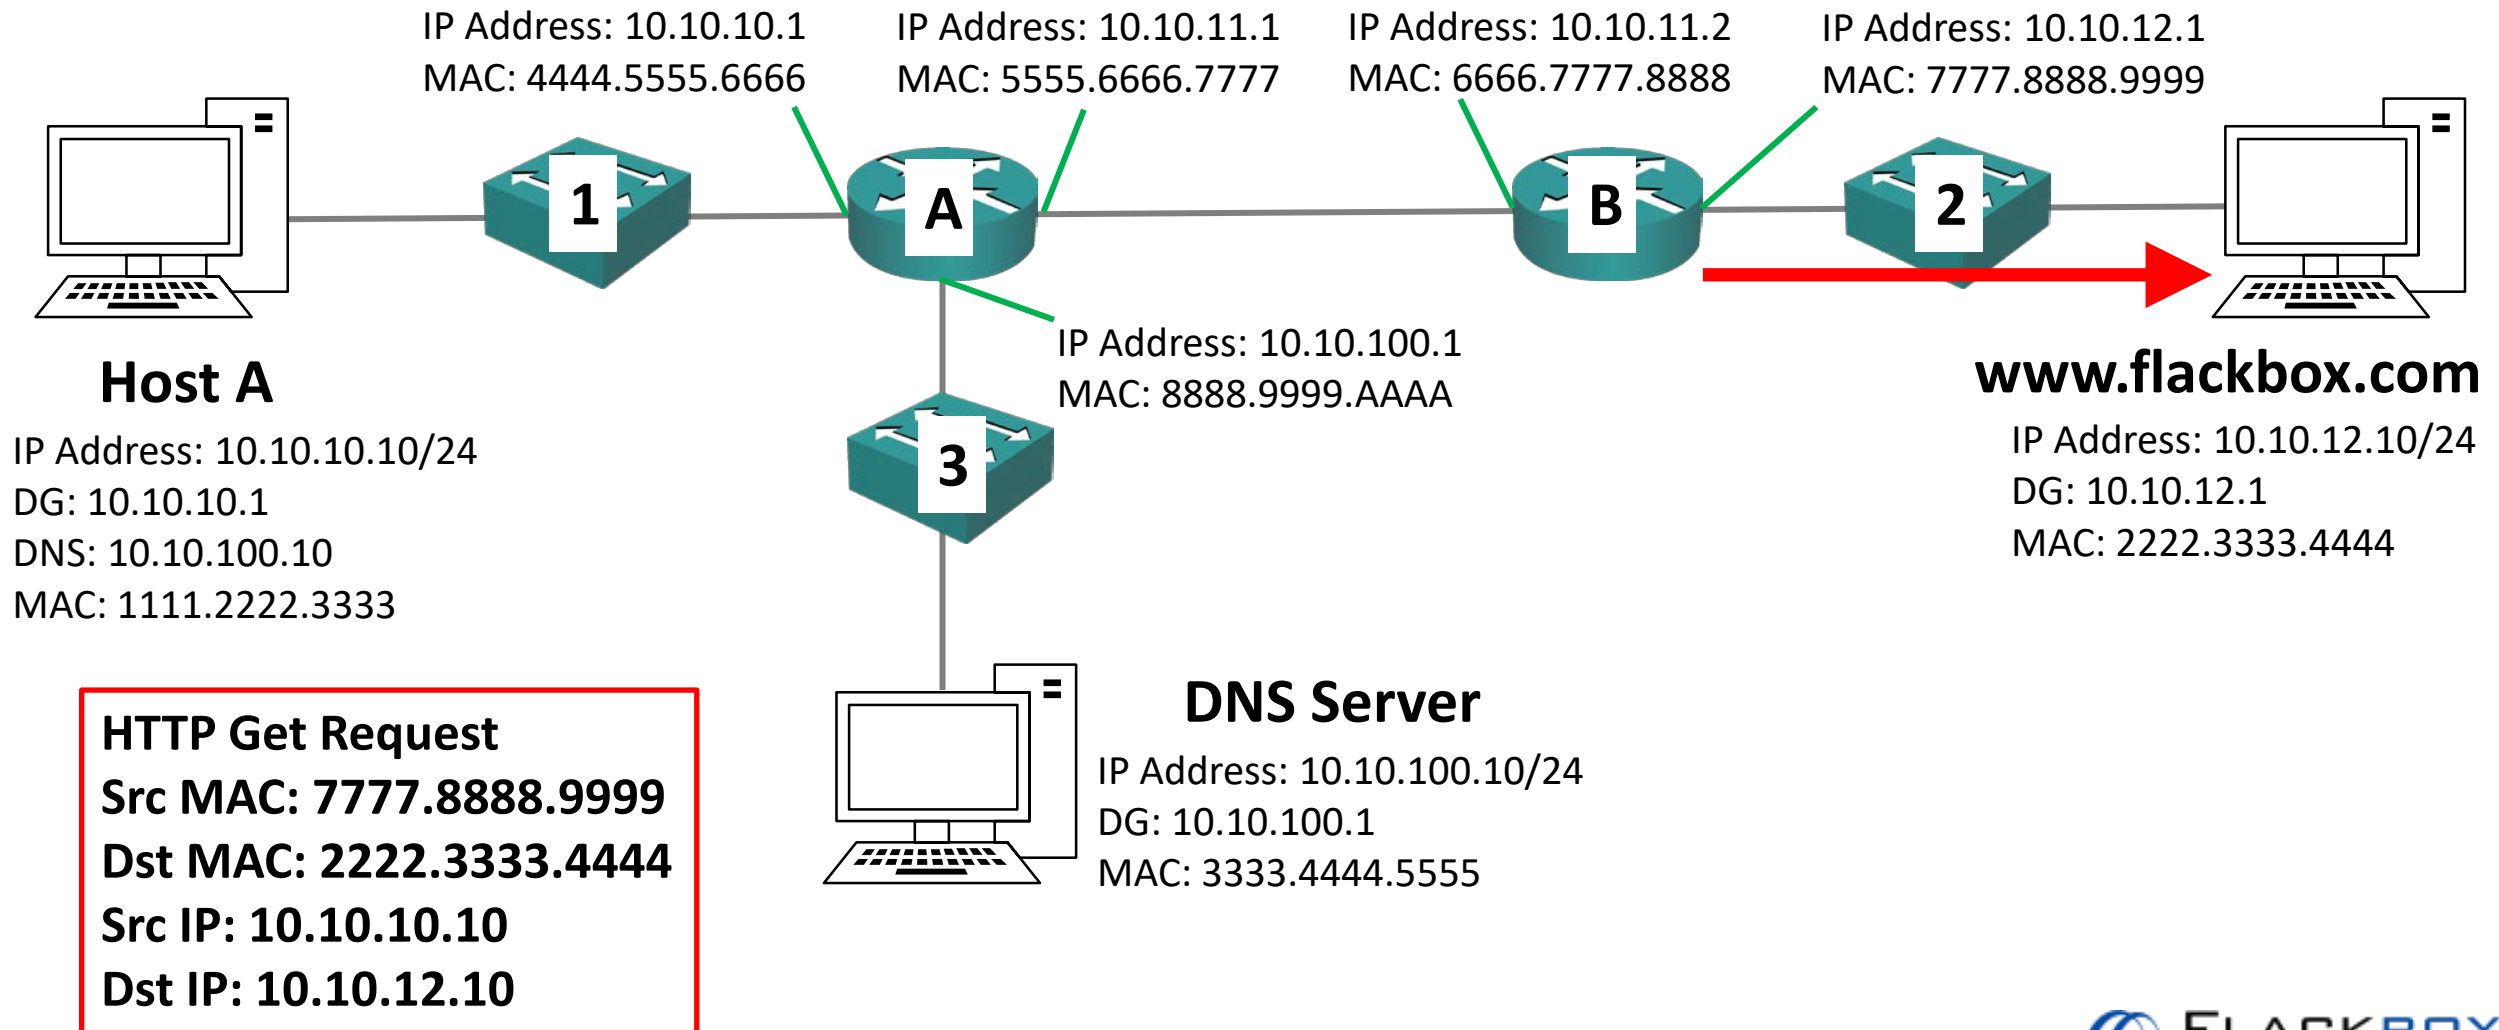 IP Address: 10.10.10.1
MAC: 4444.5555.6666
IP Address: 10.10.11.1
MAC: 5555.6666.7777
IP Address: 10.10.11.2
MAC: 6666.7777.8888
IP Address: 10.10.12.1
MAC: 7777.8888.9999
1
A
B
2
IP Address: 10.10.100.1
MAC: 8888.9999.AAAA
Host A
IP Address: 10.10.10.10/24
DG: 10.10.10.1
DNS: 10.10.100.10
MAC: 1111.2222.3333
3
www.flackbox.com
IP Address: 10.10.12.10/24
DG: 10.10.12.1
MAC: 2222.3333.4444
HTTP Get Request
Src MAC: 7777.8888.9999
Dst MAC: 2222.3333.4444
Src IP: 10.10.10.10
Dst IP: 10.10.12.10
DNS Server
IP Address: 10.10.100.10/24
DG: 10.10.100.1
MAC: 3333.4444.5555
FLACKBOX